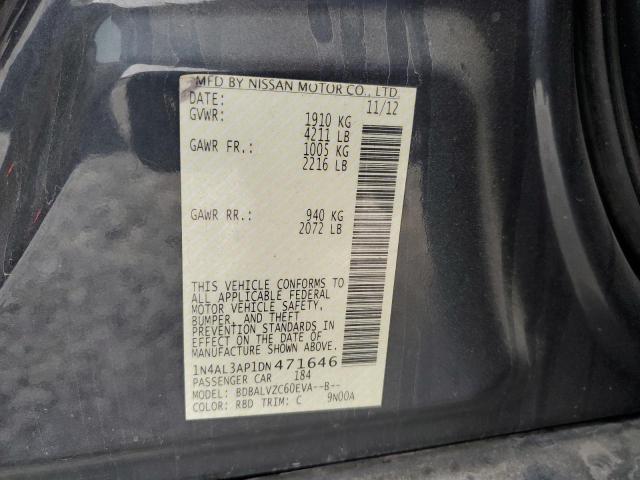 MFD BY NISSAN MOTOR CO., LTD.
DATE: 11/12
GVWR: 1910 KG
4211 LB
GAWR FR.: 1005 KG
2216 LB
GAWR RR.: 940 KG
2072 LB
THIS VEHICLE CONFORMS TO
ALL APPLICABLE FEDERAL
MOTOR VEHICLE SAFETY,
BUMPER, AND THEFT
PREVENTION STANDARDS IN
EFFECT ON THE DATE OF
MANUFACTURE SHOWN ABOVE.
1N4AL3AP1DN471646
PASSENGER CAR 184
MODEL: BDBALVZC60EVA--B--
COLOR: RBD TRIM: C 9N00A